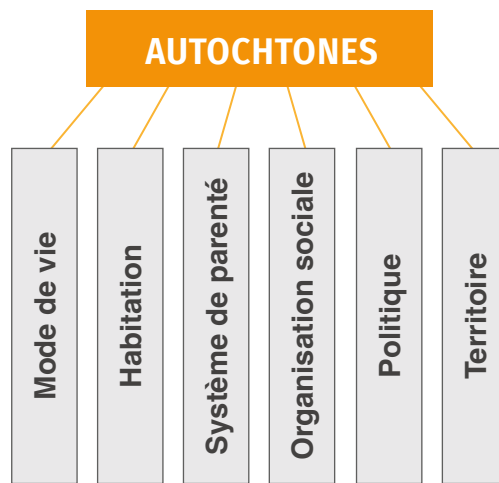 AUTOCHTONES
Mode de vie
Habitation
Système de parenté
Organisation sociale
Politique
Territoire